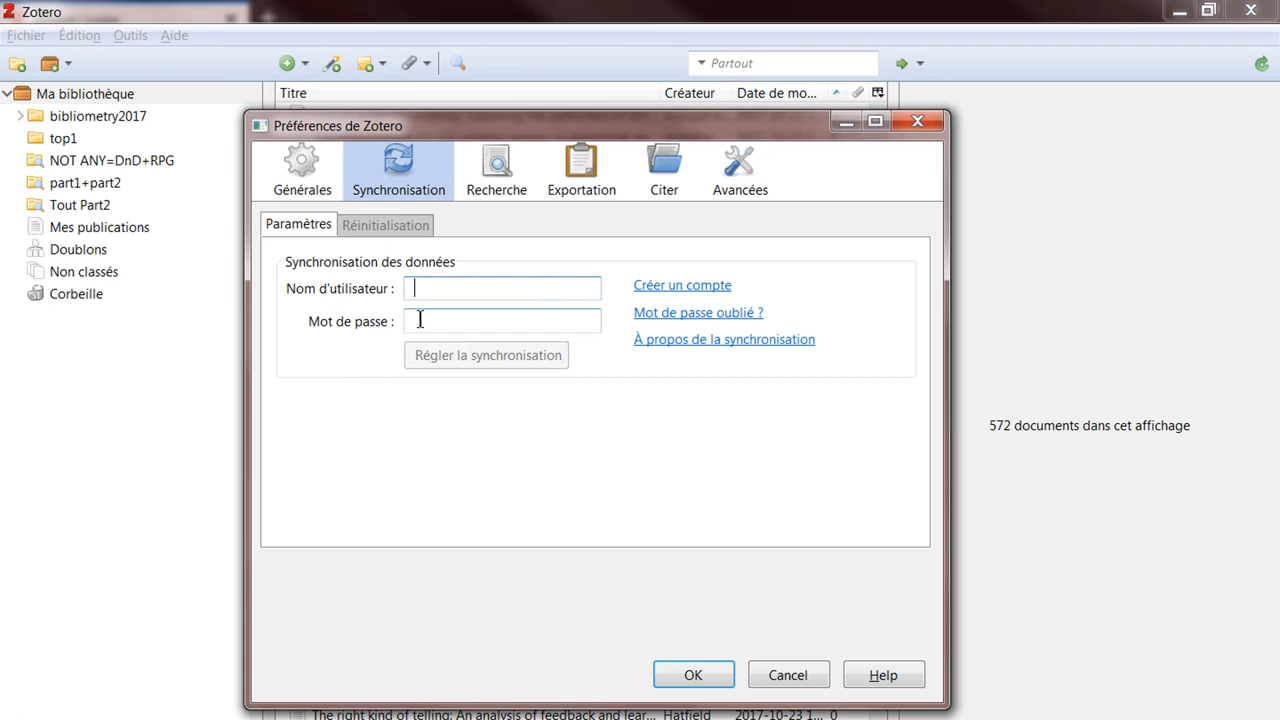 Zotero
Fichier Édition Outils Aide
Partout
Ma bibliothèque
bibliometry2017
top1
NOT ANY=DnD+RPG
part1+part2
Tout Part2
Mes publications
Doublons
Non classés
Corbeille
Titre Créateur Date de mo...
Préférences de Zotero
Générales Synchronisation Recherche Exportation Citer Avancées
Paramètres Réinitialisation
Synchronisation des données
Nom d'utilisateur :
Mot de passe :
Régler la synchronisation
Créer un compte
Mot de passe oublié ?
À propos de la synchronisation
572 documents dans cet affichage
OK Cancel Help
The right kind of telling: An analysis of feedback and lear... Hatfield 2017-10-23 1... 0